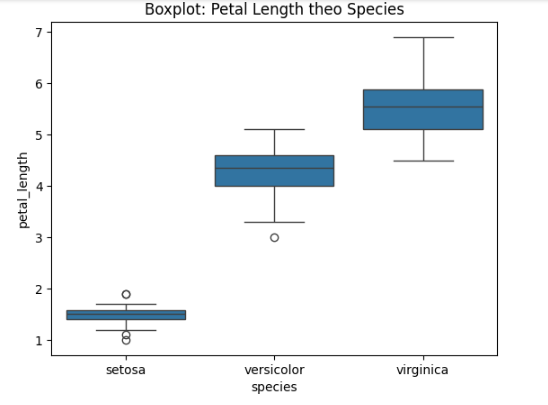 Boxplot: Petal Length theo Species
petal_length
7
6
5
4
3
2
1
setosa versicolor virginica
species